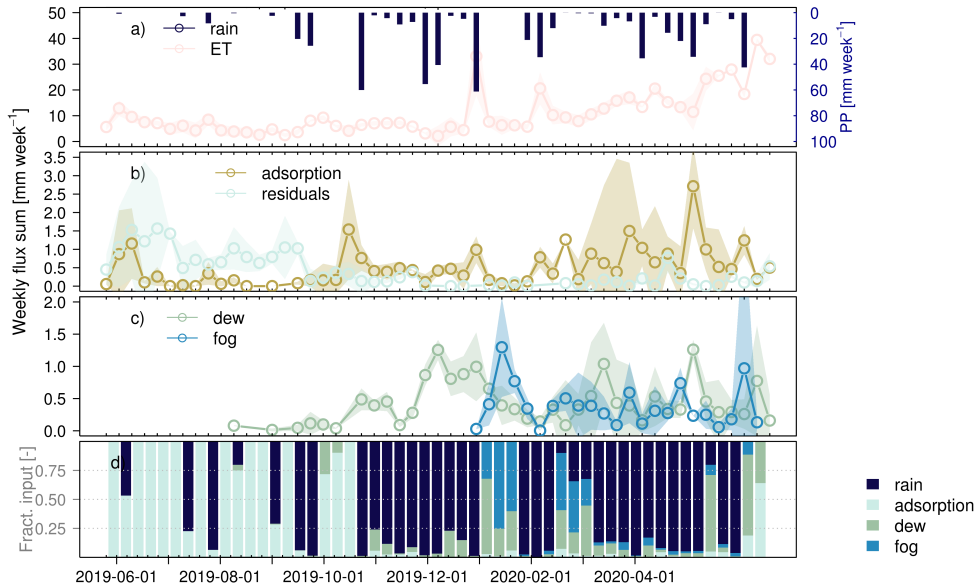 a)
rain
ET
50
40
30
20
10
0
0
20
40
60
80
100
PP [mm week⁻¹]
Weekly flux sum [mm week⁻¹]
b)
adsorption
residuals
3.5
3.0
2.5
2.0
1.5
1.0
0.5
0.0
c)
dew
fog
2.0
1.5
1.0
0.5
0.0
d
Fract. input [-]
0.75
0.50
0.25
2019-06-01
2019-08-01
2019-10-01
2019-12-01
2020-02-01
2020-04-01
rain
adsorption
dew
fog